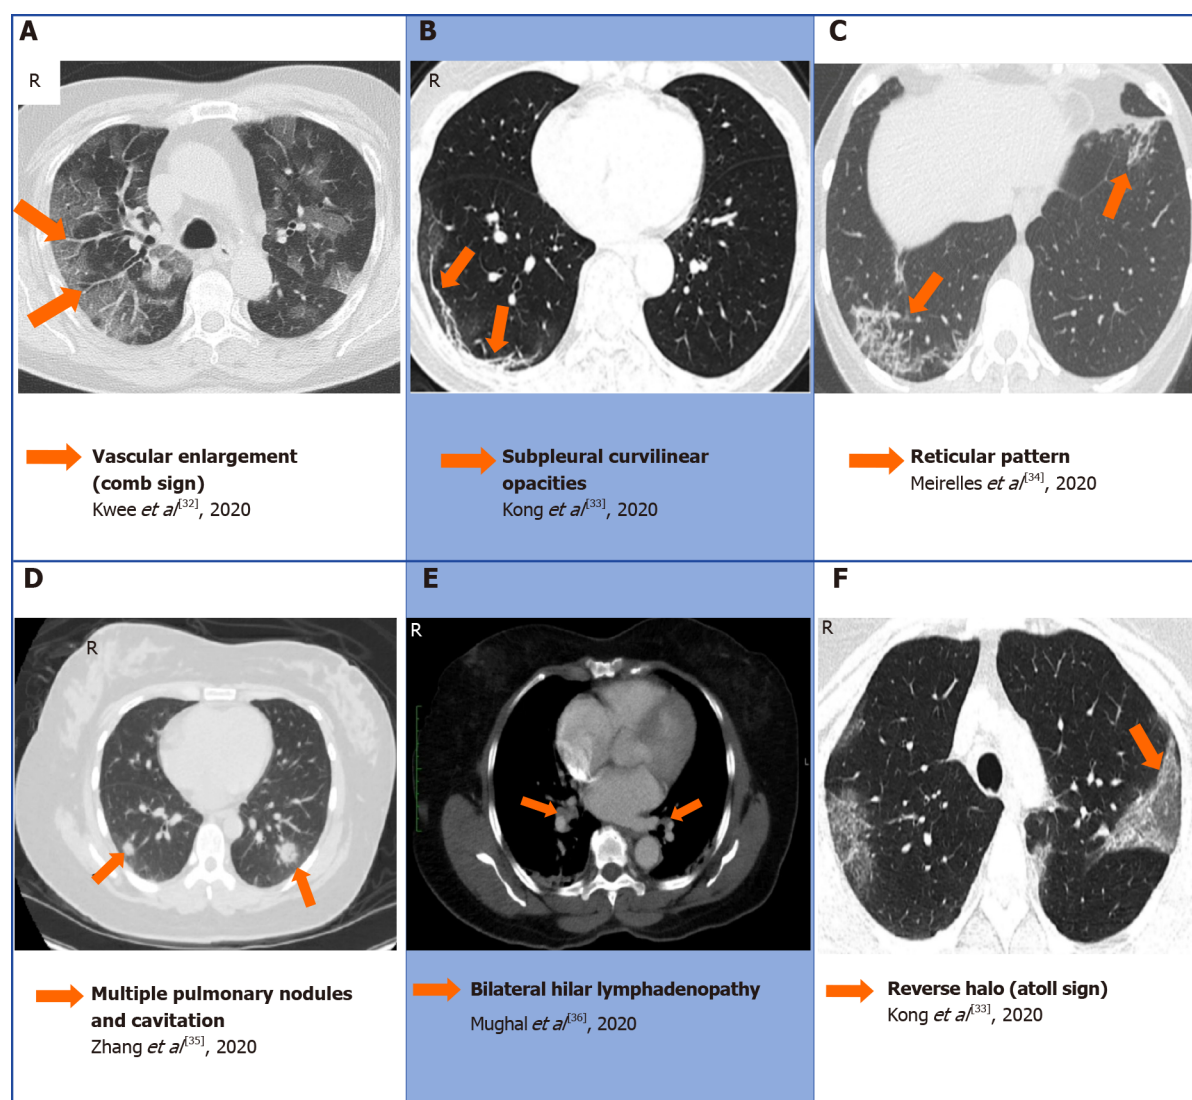 A
R
Vascular enlargement
(comb sign)
Kwee et al[32], 2020
B
R
Subpleural curvilinear
opacities
Kong et al[33], 2020
C
Reticular pattern
Meirelles et al[34], 2020
D
R
Multiple pulmonary nodules
and cavitation
Zhang et al[35], 2020
E
R
L
Bilateral hilar lymphadenopathy
Mughal et al[36], 2020
F
R
Reverse halo (atoll sign)
Kong et al[33], 2020